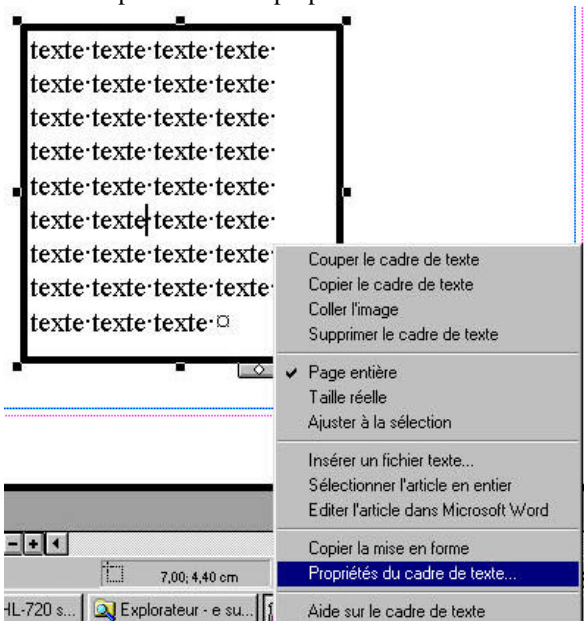 texte·texte·texte·texte·
texte·texte·texte·texte·
texte·texte·texte·texte·
texte·texte·texte·texte·
texte·texte·texte·texte·
texte·texte·texte·texte·
texte·texte·texte·texte·
texte·texte·texte·texte·
texte·texte·texte·¤
Couper le cadre de texte
Copier le cadre de texte
Coller l'image
Supprimer le cadre de texte
✓ Page entière
Taille réelle
Ajuster à la sélection
Insérer un fichier texte...
Sélectionner l'article en entier
Editer l'article dans Microsoft Word
Copier la mise en forme
Propriétés du cadre de texte...
Aide sur le cadre de texte
7,00; 4,40 cm
HL-720 s... Explorateur - e su...